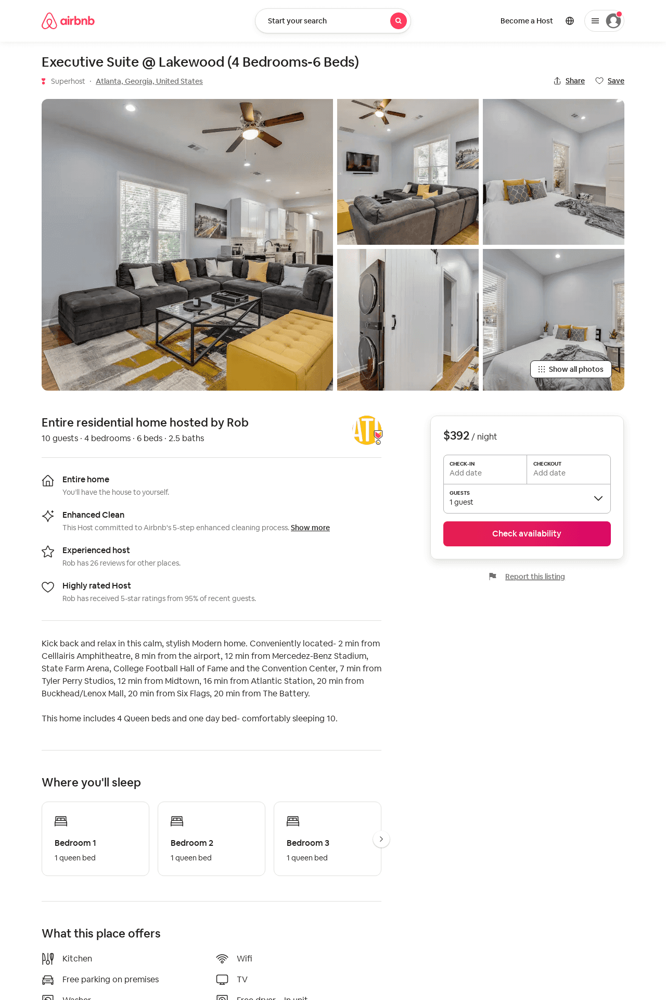 airbnb
Start your search
Become a Host
Executive Suite @ Lakewood (4 Bedrooms-6 Beds)
Superhost · Atlanta, Georgia, United States
Share
Save
Show all photos
Entire residential home hosted by Rob
10 guests · 4 bedrooms · 6 beds · 2.5 baths
Entire home
You'll have the house to yourself.
Enhanced Clean
This Host committed to Airbnb's 5-step enhanced cleaning process. Show more
Experienced host
Rob has 26 reviews for other places.
Highly rated Host
Rob has received 5-star ratings from 95% of recent guests.
$392 / night
CHECK-IN
Add date
CHECKOUT
Add date
GUESTS
1 guest
Check availability
Report this listing
Kick back and relax in this calm, stylish Modern home. Conveniently located- 2 min from
Celllairis Amphitheatre, 8 min from the airport, 12 min from Mercedez-Benz Stadium,
State Farm Arena, College Football Hall of Fame and the Convention Center, 7 min from
Tyler Perry Studios, 12 min from Midtown, 16 min from Atlantic Station, 20 min from
Buckhead/Lenox Mall, 20 min from Six Flags, 20 min from The Battery.
This home includes 4 Queen beds and one day bed- comfortably sleeping 10.
Where you'll sleep
Bedroom 1
1 queen bed
Bedroom 2
1 queen bed
Bedroom 3
1 queen bed
What this place offers
Kitchen
Wifi
Free parking on premises
TV
Washer
Free dryer – In unit